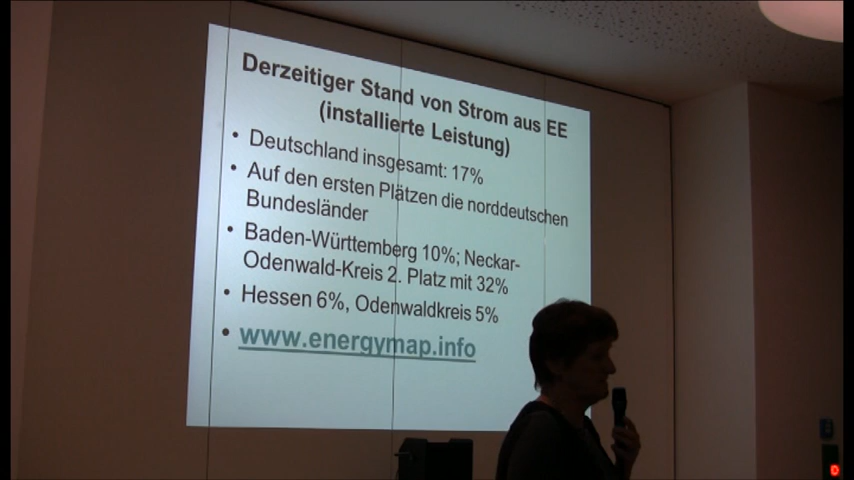 Derzeitiger Stand von Strom aus EE
(installierte Leistung)
• Deutschland insgesamt: 17%
• Auf den ersten Plätzen die norddeutschen
Bundesländer
• Baden-Württemberg 10%; Neckar-
Odenwald-Kreis 2. Platz mit 32%
• Hessen 6%, Odenwaldkreis 5%
• www.energymap.info
0